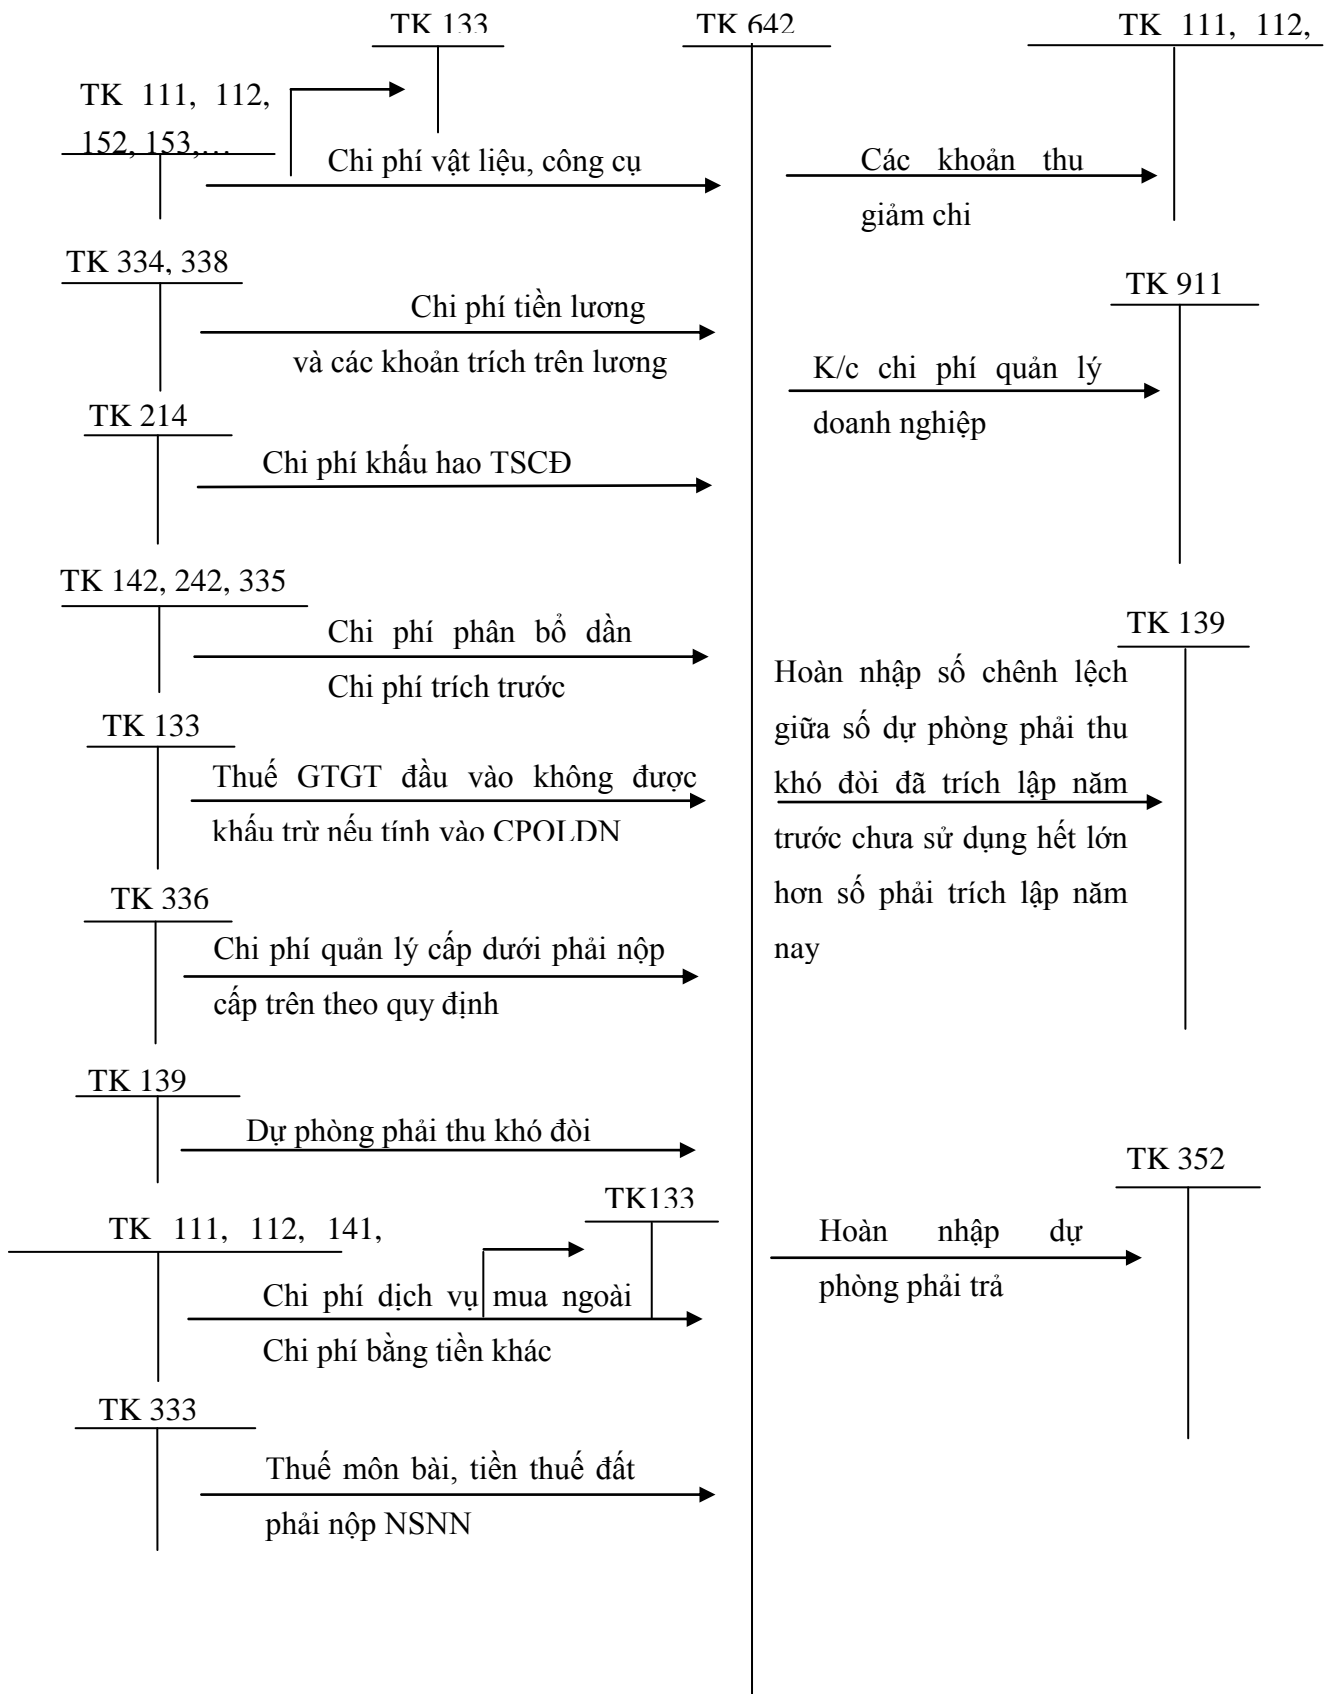 TK 133
TK 642
TK 111, 112,
TK 111, 112,
152, 153,…
Chi phí vật liệu, công cụ
Các khoản thu
giảm chi
TK 334, 338
Chi phí tiền lương
và các khoản trích trên lương
TK 911
K/c chi phí quản lý
doanh nghiệp
TK 214
Chi phí khấu hao TSCĐ
TK 142, 242, 335
Chi phí phân bổ dần
Chi phí trích trước
TK 139
Hoàn nhập số chênh lệch
giữa số dự phòng phải thu
khó đòi đã trích lập năm
trước chưa sử dụng hết lớn
hơn số phải trích lập năm
nay
TK 133
Thuế GTGT đầu vào không được
khấu trừ nếu tính vào CPQLDN
TK 336
Chi phí quản lý cấp dưới phải nộp
cấp trên theo quy định
TK 139
Dự phòng phải thu khó đòi
TK 352
Hoàn nhập dự
phòng phải trả
TK133
TK 111, 112, 141,
Chi phí dịch vụ mua ngoài
Chi phí bằng tiền khác
TK 333
Thuế môn bài, tiền thuế đất
phải nộp NSNN